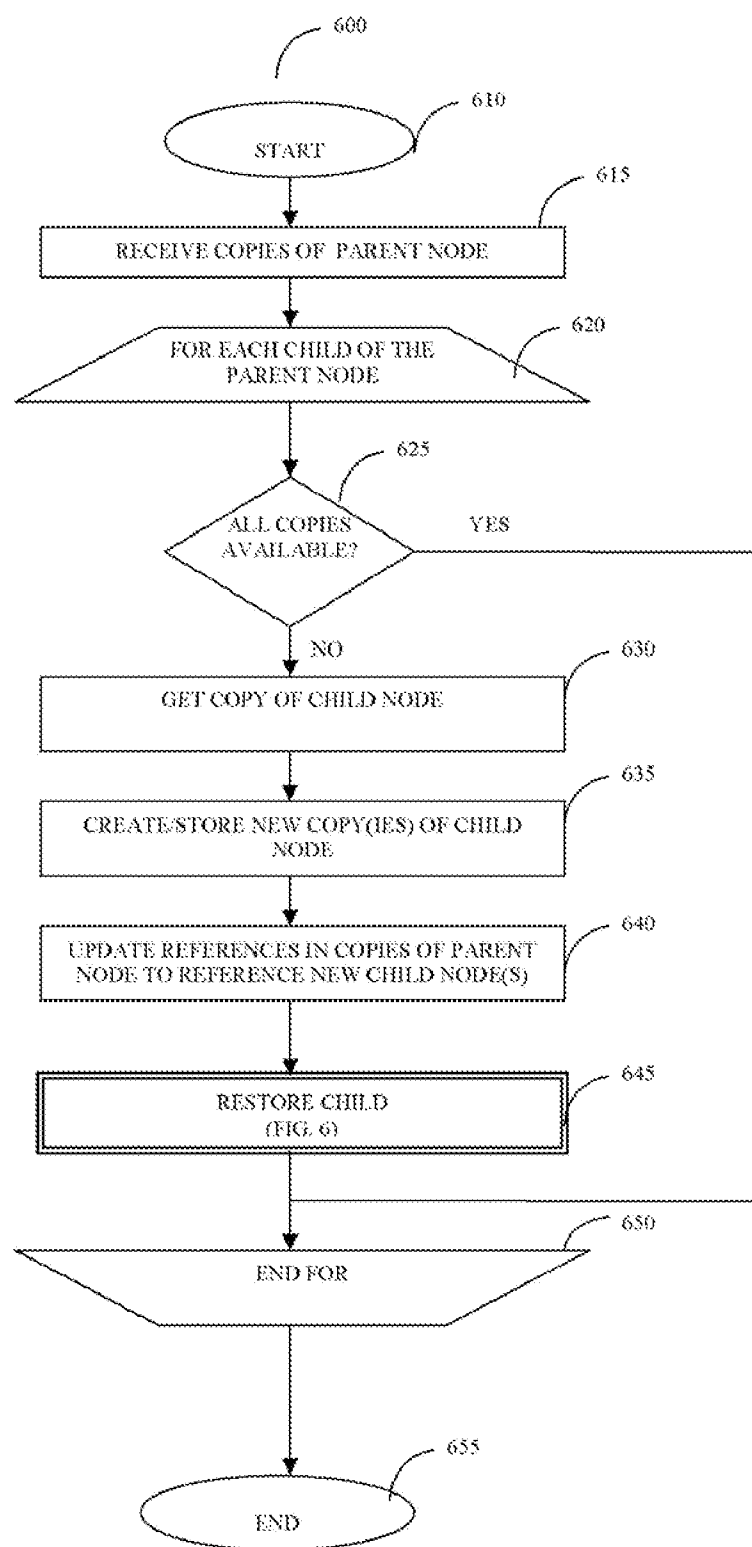 600
610
START
615
RECEIVE COPIES OF PARENT NODE
620
FOR EACH CHILD OF THE
PARENT NODE
625
ALL COPIES
AVAILABLE?
YES
NO
630
GET COPY OF CHILD NODE
635
CREATE/STORE NEW COPY(IES) OF CHILD
NODE
640
UPDATE REFERENCES IN COPIES OF PARENT
NODE TO REFERENCE NEW CHILD NODE(S)
645
RESTORE CHILD
(FIG. 6)
650
END FOR
655
END